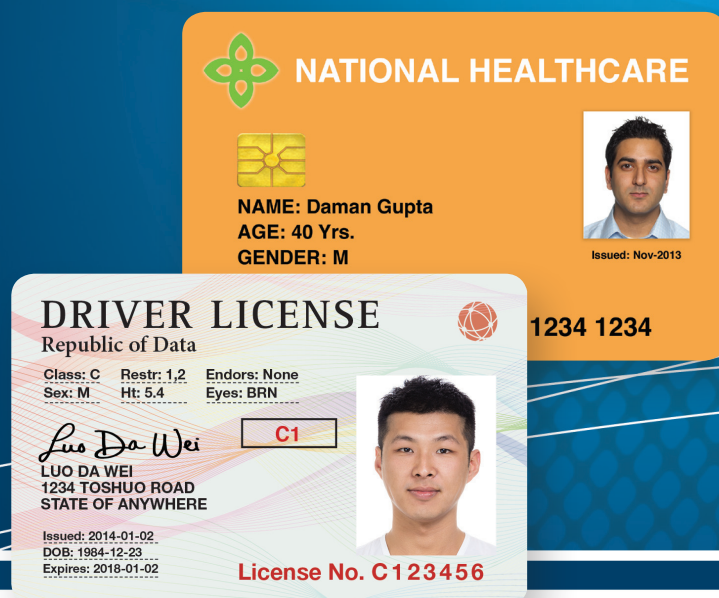 NATIONAL HEALTHCARE
NAME: Daman Gupta
AGE: 40 Yrs.
GENDER: M
Issued: Nov-2013
1234 1234
DRIVER LICENSE
Republic of Data
Class: C Restr: 1,2 Endors: None
Sex: M Ht: 5.4 Eyes: BRN
C1
Luo Da Wei
LUO DA WEI
1234 TOSHUO ROAD
STATE OF ANYWHERE
Issued: 2014-01-02
DOB: 1984-12-23
Expires: 2018-01-02
License No. C123456